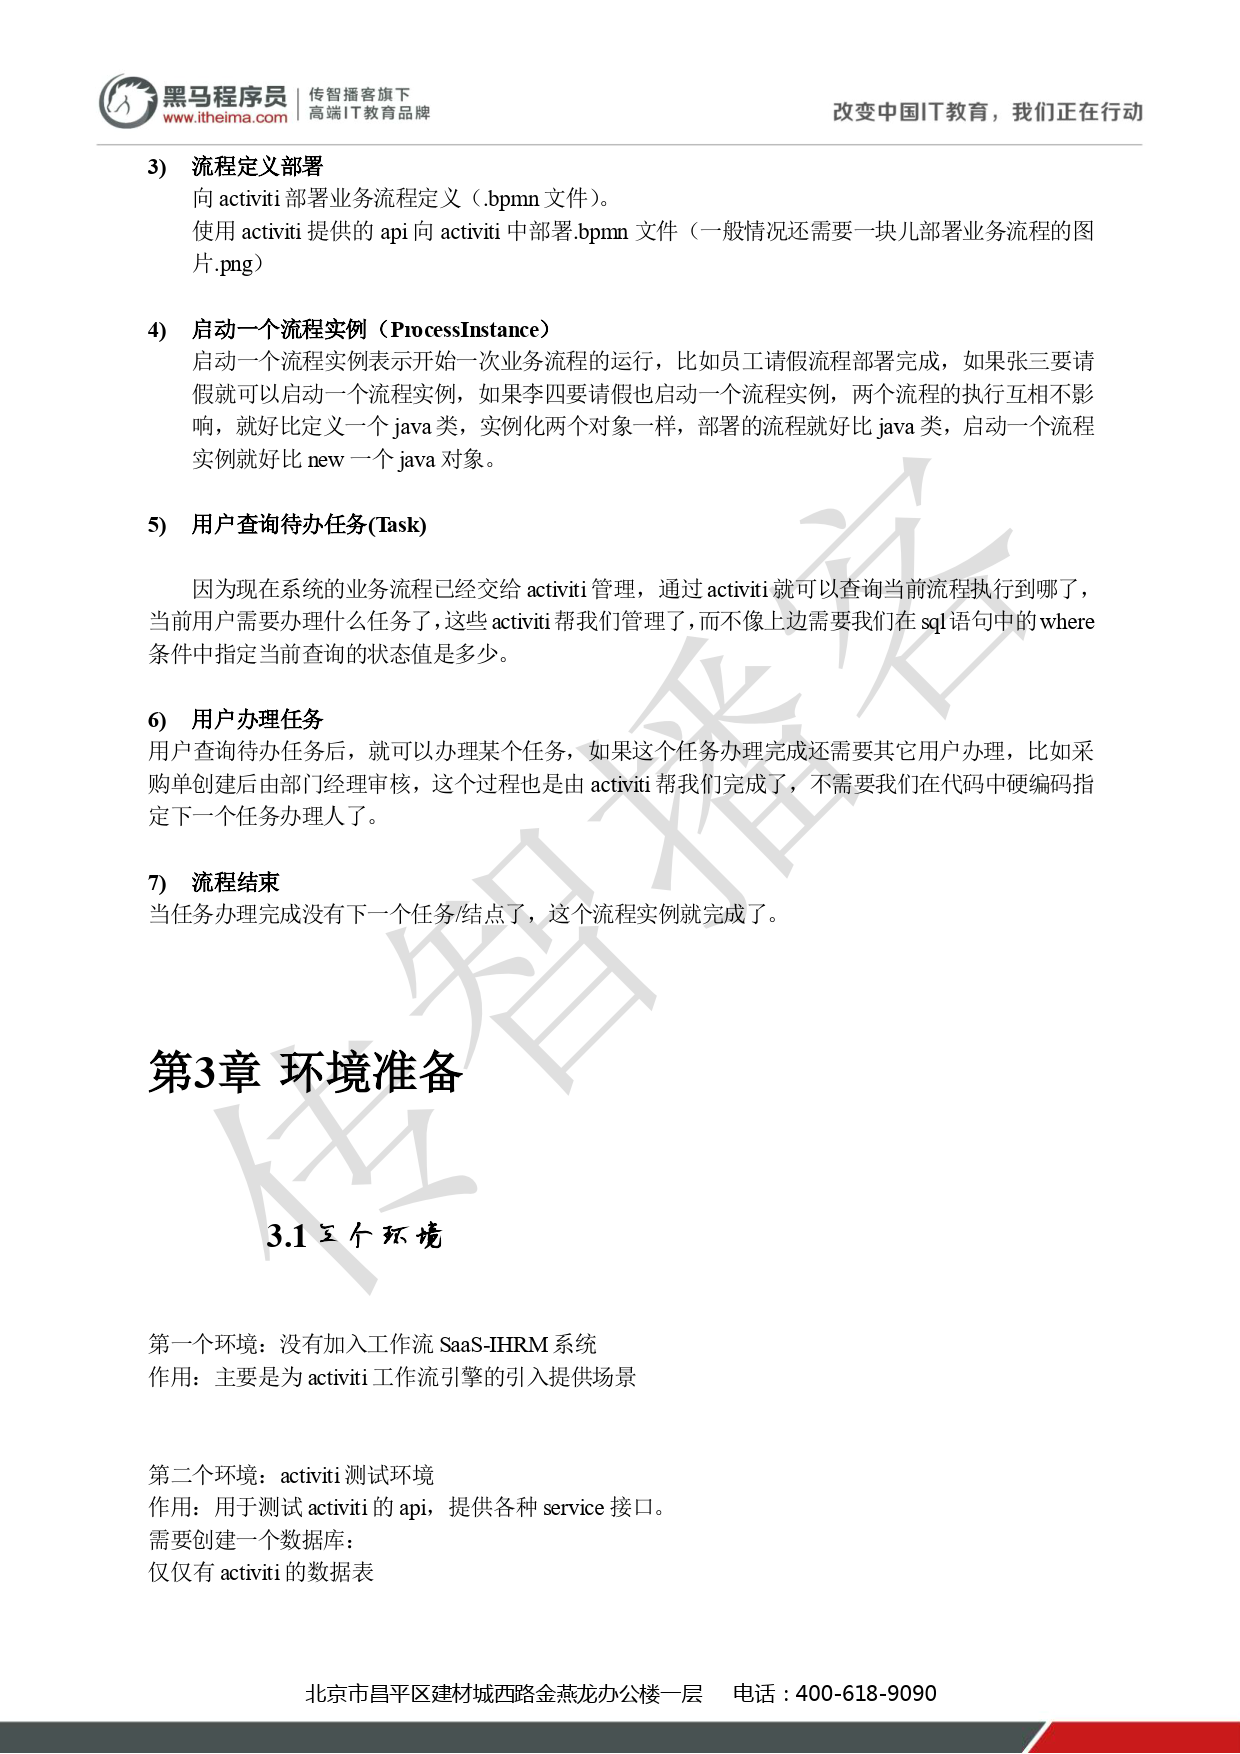 黑马程序员
www.itheima.com
传智播客旗下
高端IT教育品牌
改变中国IT教育，我们正在行动
3) 流程定义部署
向 activiti 部署业务流程定义（.bpmn 文件）。
使用 activiti 提供的 api 向 activiti 中部署.bpmn 文件（一般情况还需要一块儿部署业务流程的图
片.png）
4) 启动一个流程实例（ProcessInstance）
启动一个流程实例表示开始一次业务流程的运行，比如员工请假流程部署完成，如果张三要请
假就可以启动一个流程实例，如果李四要请假也启动一个流程实例，两个流程的执行互相不影
响，就好比定义一个 java 类，实例化两个对象一样，部署的流程就好比 java 类，启动一个流程
实例就好比 new 一个 java 对象。
5) 用户查询待办任务(Task)
因为现在系统的业务流程已经交给 activiti 管理，通过 activiti 就可以查询当前流程执行到哪了，
当前用户需要办理什么任务了，这些 activiti 帮我们管理了，而不像上边需要我们在 sql 语句中的 where
条件中指定当前查询的状态值是多少。
6) 用户办理任务
用户查询待办任务后，就可以办理某个任务，如果这个任务办理完成还需要其它用户办理，比如采
购单创建后由部门经理审核，这个过程也是由 activiti 帮我们完成了，不需要我们在代码中硬编码指
定下一个任务办理人了。
7) 流程结束
当任务办理完成没有下一个任务/结点了，这个流程实例就完成了。
传智播客
第3章 环境准备
3.1 三个环境
第一个环境：没有加入工作流 SaaS-IHRM 系统
作用：主要是为 activiti 工作流引擎的引入提供场景
第二个环境：activiti 测试环境
作用：用于测试 activiti 的 api，提供各种 service 接口。
需要创建一个数据库：
仅仅有 activiti 的数据表
北京市昌平区建材城西路金燕龙办公楼一层 电话：400-618-9090